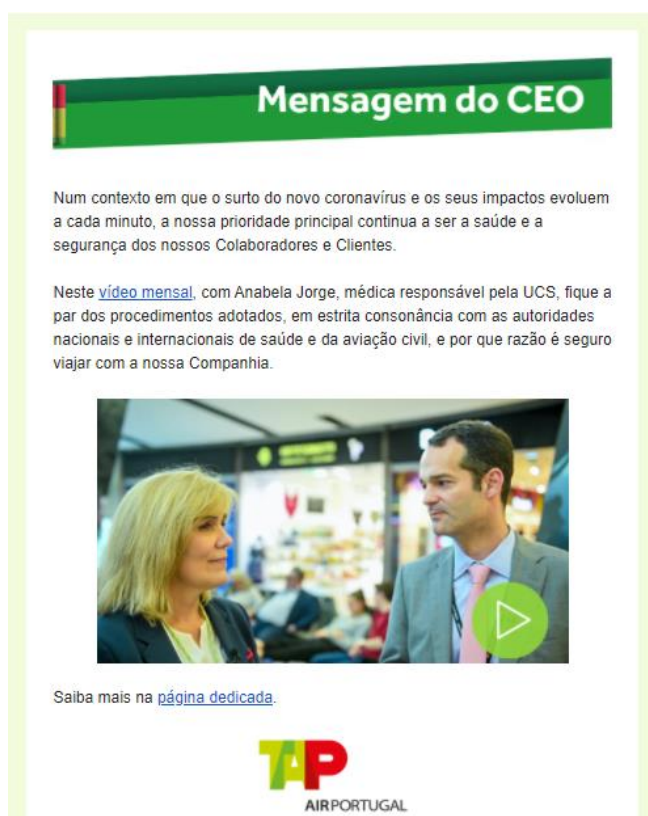 Mensagem do CEO
Num contexto em que o surto do novo coronavírus e os seus impactos evoluem
a cada minuto, a nossa prioridade principal continua a ser a saúde e a
segurança dos nossos Colaboradores e Clientes.
Neste vídeo mensal, com Anabela Jorge, médica responsável pela UCS, fique a
par dos procedimentos adotados, em estrita consonância com as autoridades
nacionais e internacionais de saúde e da aviação civil, e por que razão é seguro
viajar com a nossa Companhia.
Saiba mais na página dedicada.
TAP
AIRPORTUGAL